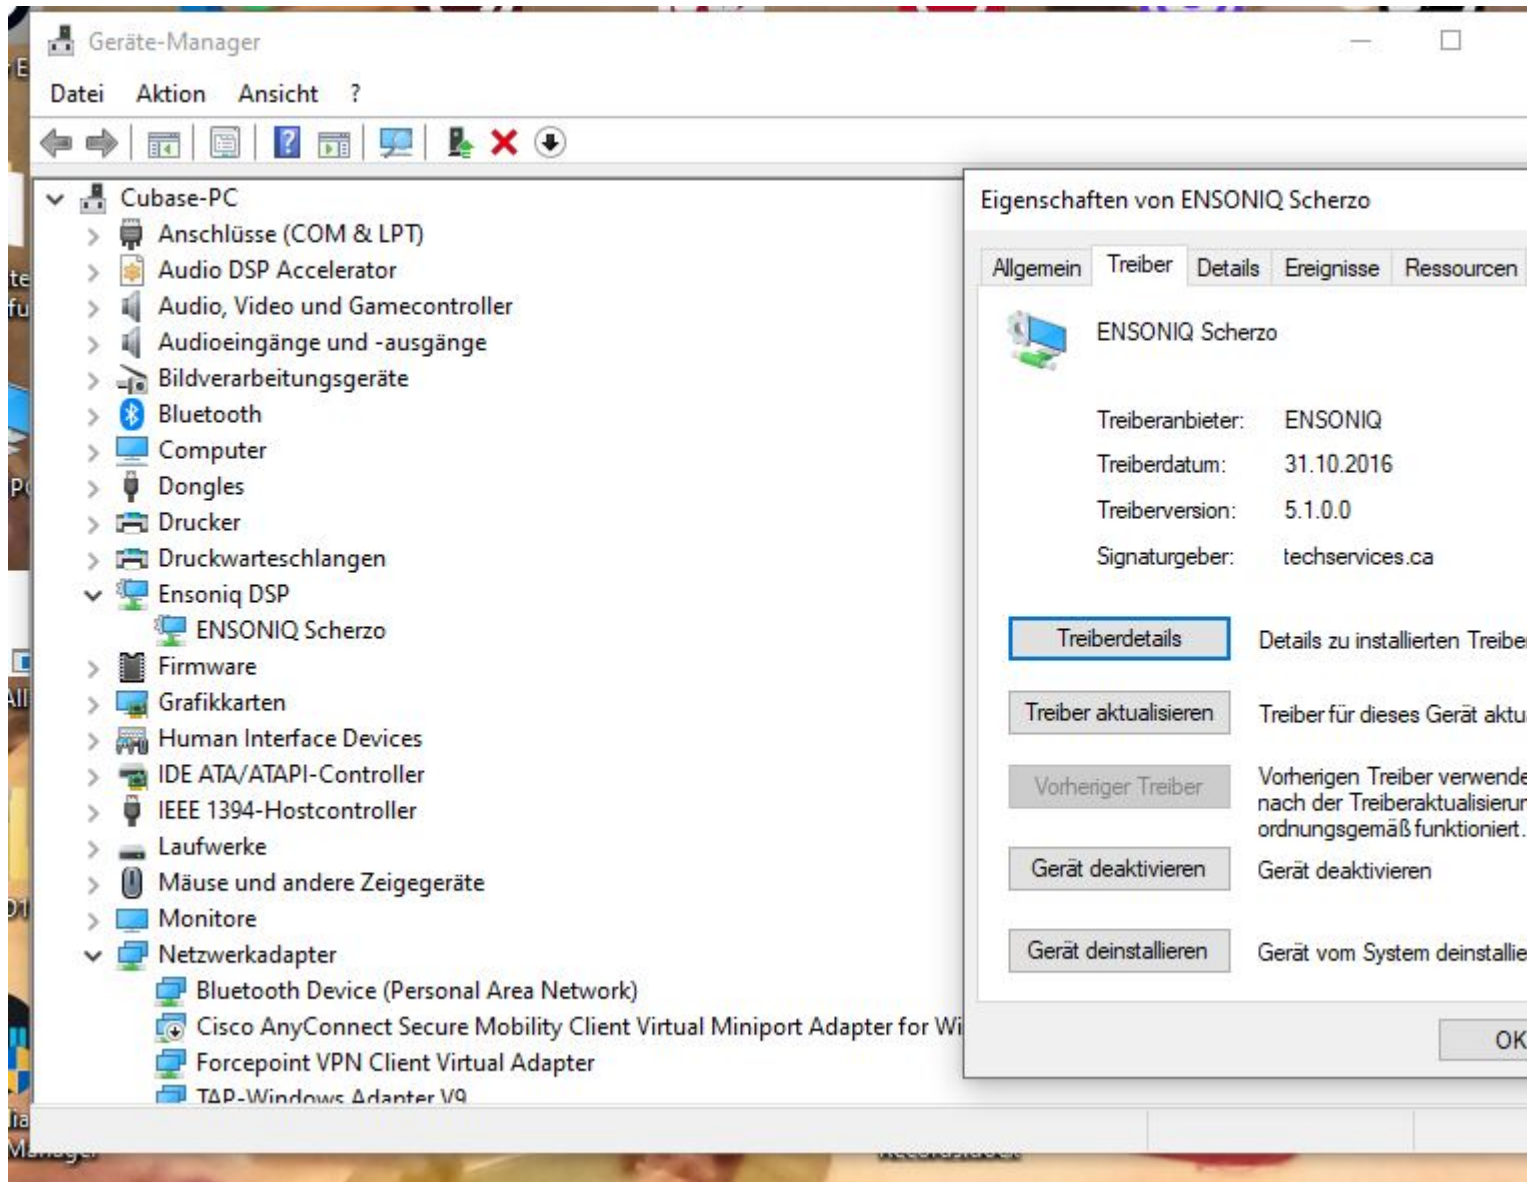 Geräte-Manager
Datei Aktion Ansicht ?
Cubase-PC
Anschlüsse (COM & LPT)
Audio DSP Accelerator
Audio, Video und Gamecontroller
Audioeingänge und -ausgänge
Bildverarbeitungsgeräte
Bluetooth
Computer
Dongles
Drucker
Druckwarteschlangen
Ensoniq DSP
ENSONIQ Scherzo
Firmware
Grafikkarten
Human Interface Devices
IDE ATA/ATAPI-Controller
IEEE 1394-Hostcontroller
Laufwerke
Mäuse und andere Zeigegeräte
Monitore
Netzwerkadapter
Bluetooth Device (Personal Area Network)
Cisco AnyConnect Secure Mobility Client Virtual Miniport Adapter for Wi
Forcepoint VPN Client Virtual Adapter
TAP-Windows Adapter V9
Eigenschaften von ENSONIQ Scherzo
Allgemein Treiber Details Ereignisse Ressourcen
ENSONIQ Scherzo
Treiberanbieter: ENSONIQ
Treiberdatum: 31.10.2016
Treiberversion: 5.1.0.0
Signaturgeber: techservices.ca
Treiberdetails Details zu installierten Treiber
Treiber aktualisieren Treiber für dieses Gerät aktu
Vorheriger Treiber Vorherigen Treiber verwende
nach der Treiberaktualisierun
ordnungsgemäß funktioniert.
Gerät deaktivieren Gerät deaktivieren
Gerät deinstallieren Gerät vom System deinstallie
OK
Manager